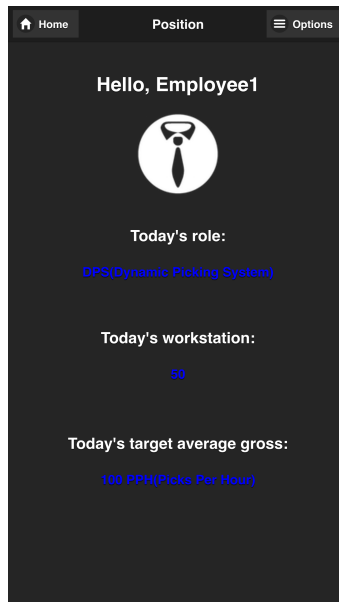 Home
Position
Options
Hello, Employee1
Today's role:
DPS(Dynamic Picking System)
Today's workstation:
50
Today's target average gross:
100 PPH(Picks Per Hour)